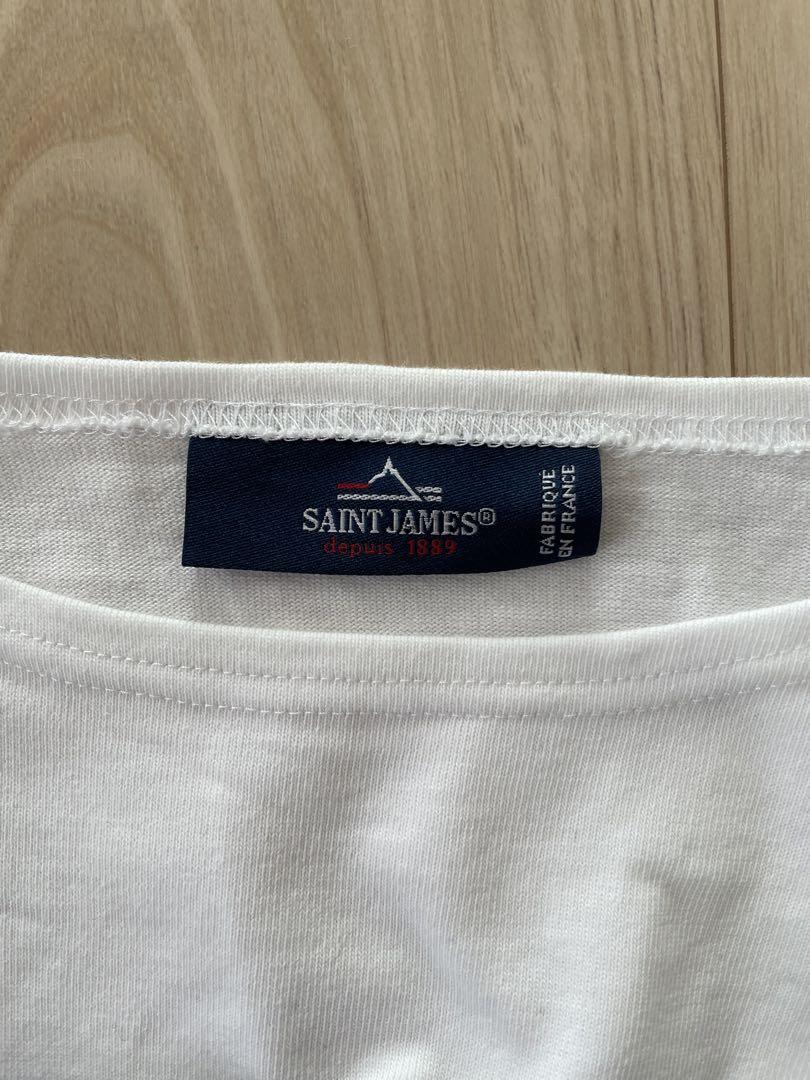 SAINT JAMES®
depuis 1889
FABRIQUÉ
EN FRANCE